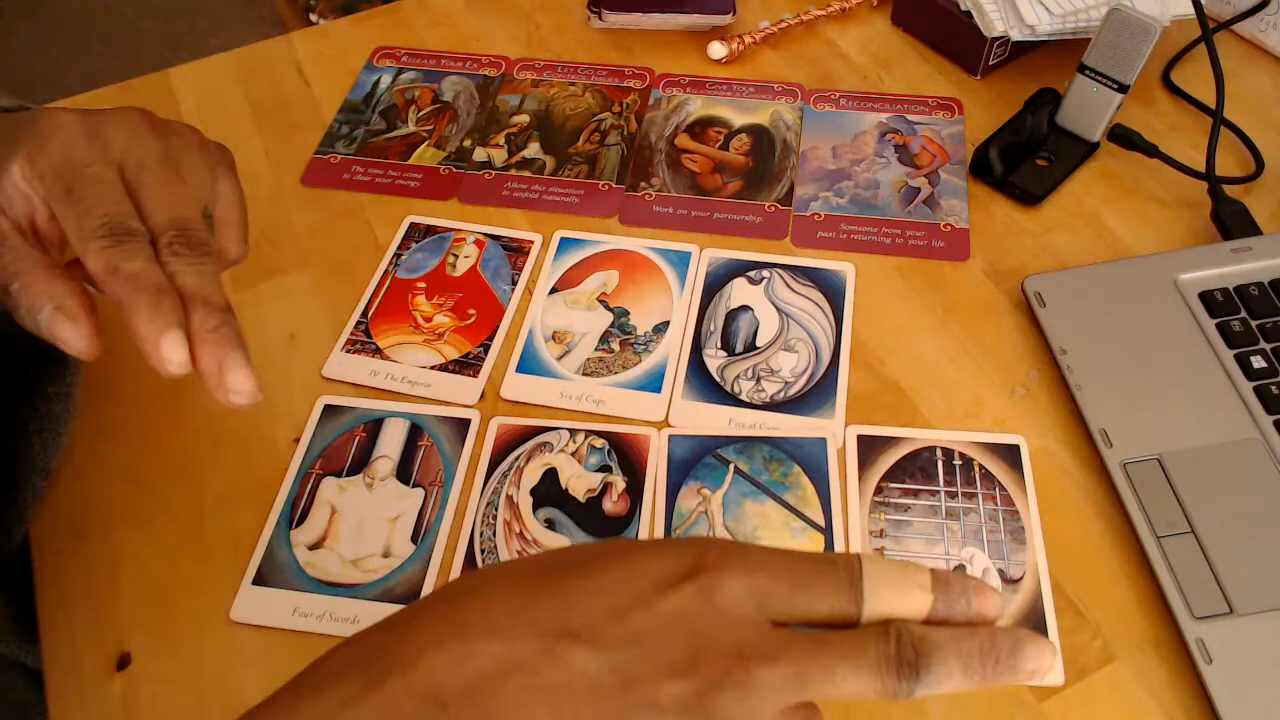 RELEASE YOUR EX
LET GO OF
CONTROL ISSUES
GIVE YOUR
RELATIONSHIP A CHANCE
RECONCILIATION
The time has come
to clear your energy.
Allow this situation
to unfold naturally.
Work on your partnership.
Someone from your
past is returning to your life.
SAMSON
IV The Emperor
Six of Cups
Five of Cups
Four of Swords